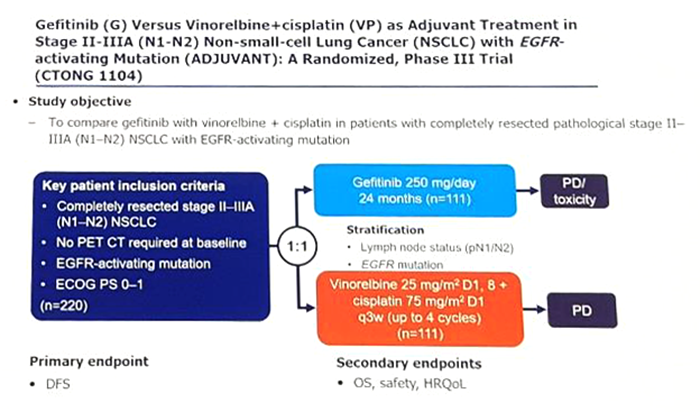 Gefitinib (G) Versus Vinorelbine+cisplatin (VP) as Adjuvant Treatment in
Stage II-IIIA (N1-N2) Non-small-cell Lung Cancer (NSCLC) with EGFR-
activating Mutation (ADJUVANT): A Randomized, Phase III Trial
(CTONG 1104)
• Study objective
– To compare gefitinib with vinorelbine + cisplatin in patients with completely resected pathological stage II–
IIIA (N1–N2) NSCLC with EGFR-activating mutation
Key patient inclusion criteria
• Completely resected stage II–IIIA
(N1–N2) NSCLC
• No PET CT required at baseline
• EGFR-activating mutation
• ECOG PS 0–1
(n=220)
1:1
Gefitinib 250 mg/day
24 months (n=111)
PD/
toxicity
Stratification
• Lymph node status (pN1/N2)
• EGFR mutation
Vinorelbine 25 mg/m² D1, 8 +
cisplatin 75 mg/m² D1
q3w (up to 4 cycles)
(n=111)
PD
Primary endpoint
• DFS
Secondary endpoints
• OS, safety, HRQoL